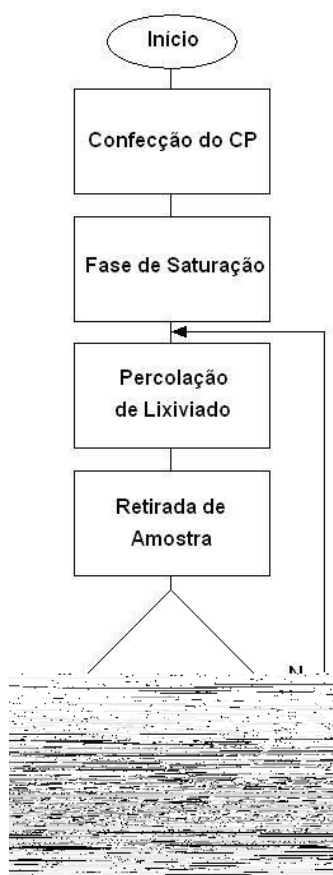 Início
Confecção do CP
Fase de Saturação
Percolação
de Lixiviado
Retirada de
Amostra
N